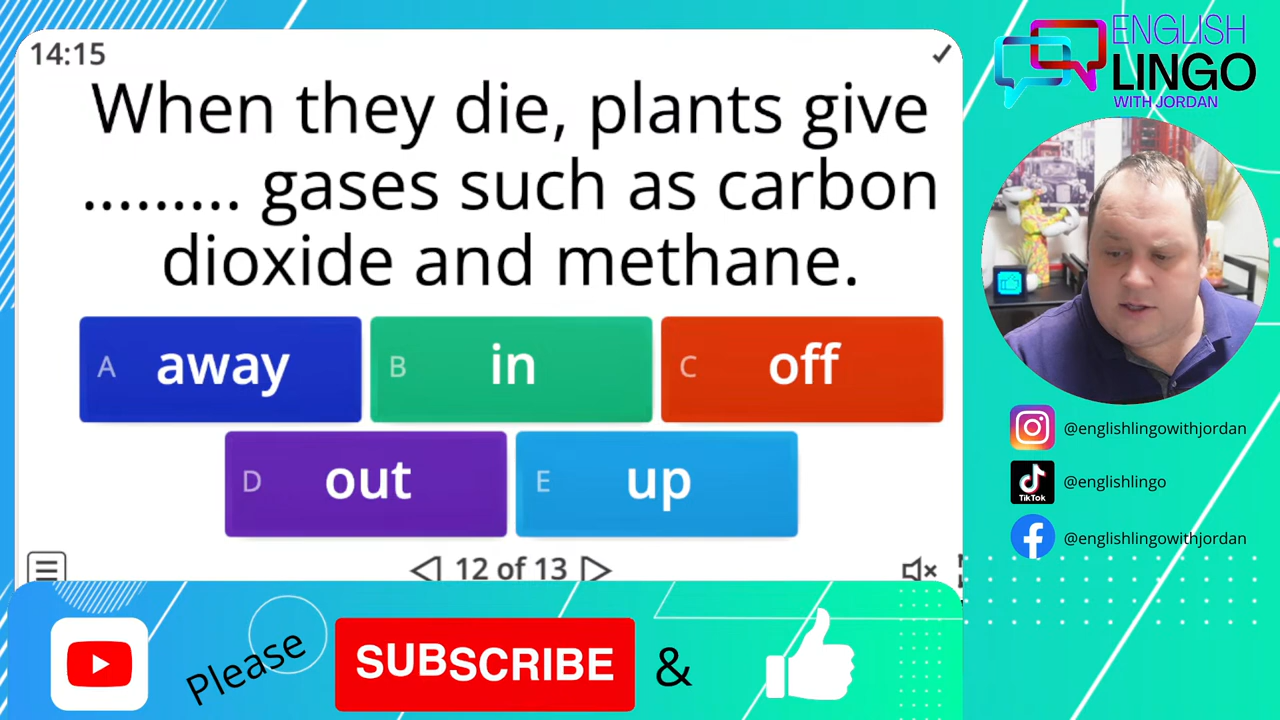 14:15
When they die, plants give
......... gases such as carbon
dioxide and methane.
A away
B in
C off
D out
E up
12 of 13
Please
SUBSCRIBE
&
ENGLISH
LINGO
WITH JORDAN
@englishlingowithjordan
TikTok
@englishlingo
@englishlingowithjordan